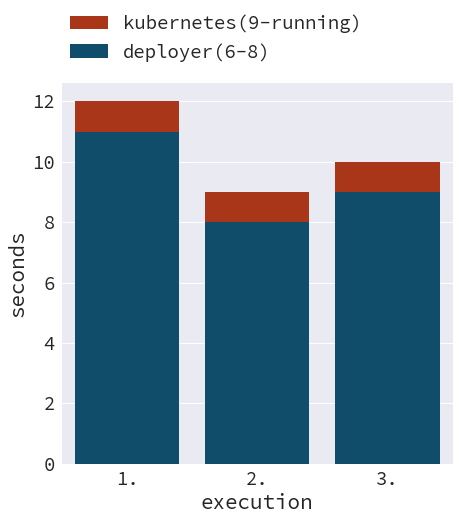 kubernetes(9-running)
deployer(6-8)
12
10
8
6
4
2
0
seconds
1. 2. 3.
execution